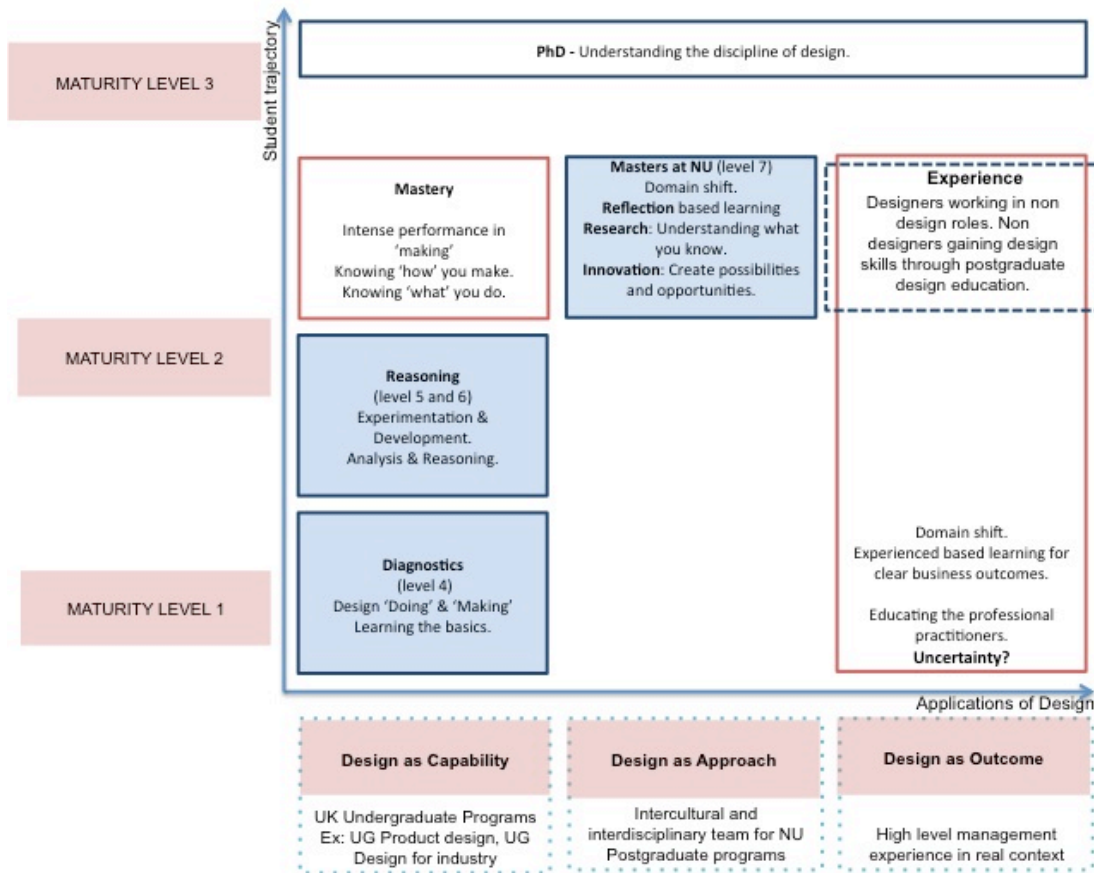 Student trajectory
MATURITY LEVEL 3
PhD - Understanding the discipline of design.
Mastery
Intense performance in
‘making’
Knowing ‘how’ you make.
Knowing ‘what’ you do.
Masters at NU (level 7)
Domain shift.
Reflection based learning
Research: Understanding what
you know.
Innovation: Create possibilities
and opportunities.
Experience
Designers working in non
design roles. Non
designers gaining design
skills through postgraduate
design education.
MATURITY LEVEL 2
Reasoning
(level 5 and 6)
Experimentation &
Development.
Analysis & Reasoning.
MATURITY LEVEL 1
Diagnostics
(level 4)
Design ‘Doing’ & ‘Making’
Learning the basics.
Domain shift.
Experienced based learning for
clear business outcomes.
Educating the professional
practitioners.
Uncertainty?
Applications of Design
Design as Capability
UK Undergraduate Programs
Ex: UG Product design, UG
Design for industry
Design as Approach
Intercultural and
interdisciplinary team for NU
Postgraduate programs
Design as Outcome
High level management
experience in real context